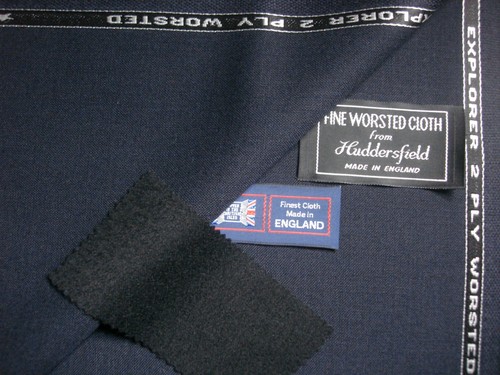 EXPLORER 2 PLY WORSTED
EXPLORER
EXPLORER 2 PLY WORSTED
FINE WORSTED CLOTH
from
Huddersfield
MADE IN ENGLAND
Finest Cloth
Made in
ENGLAND